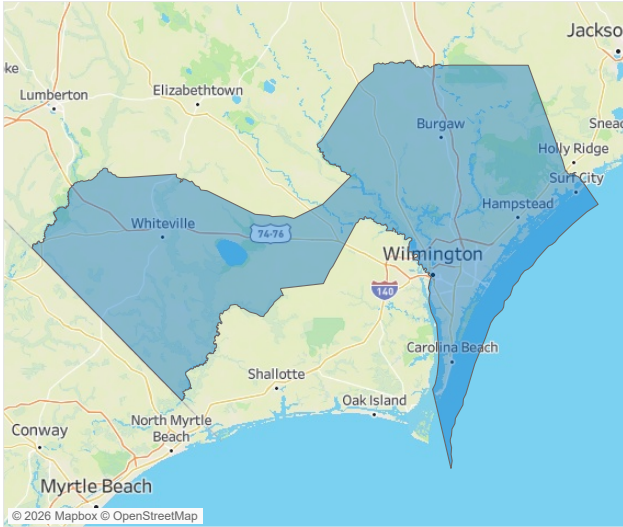 Jackso
ke
Lumberton
Elizabethtown
Burgaw
Snead
Holly Ridge
Surf City
Whiteville
Hampstead
74-76
Wilmington
140
Carolina Beach
Shallotte
Oak Island
North Myrtle
Beach
Conway
Myrtle Beach
© 2026 Mapbox © OpenStreetMap